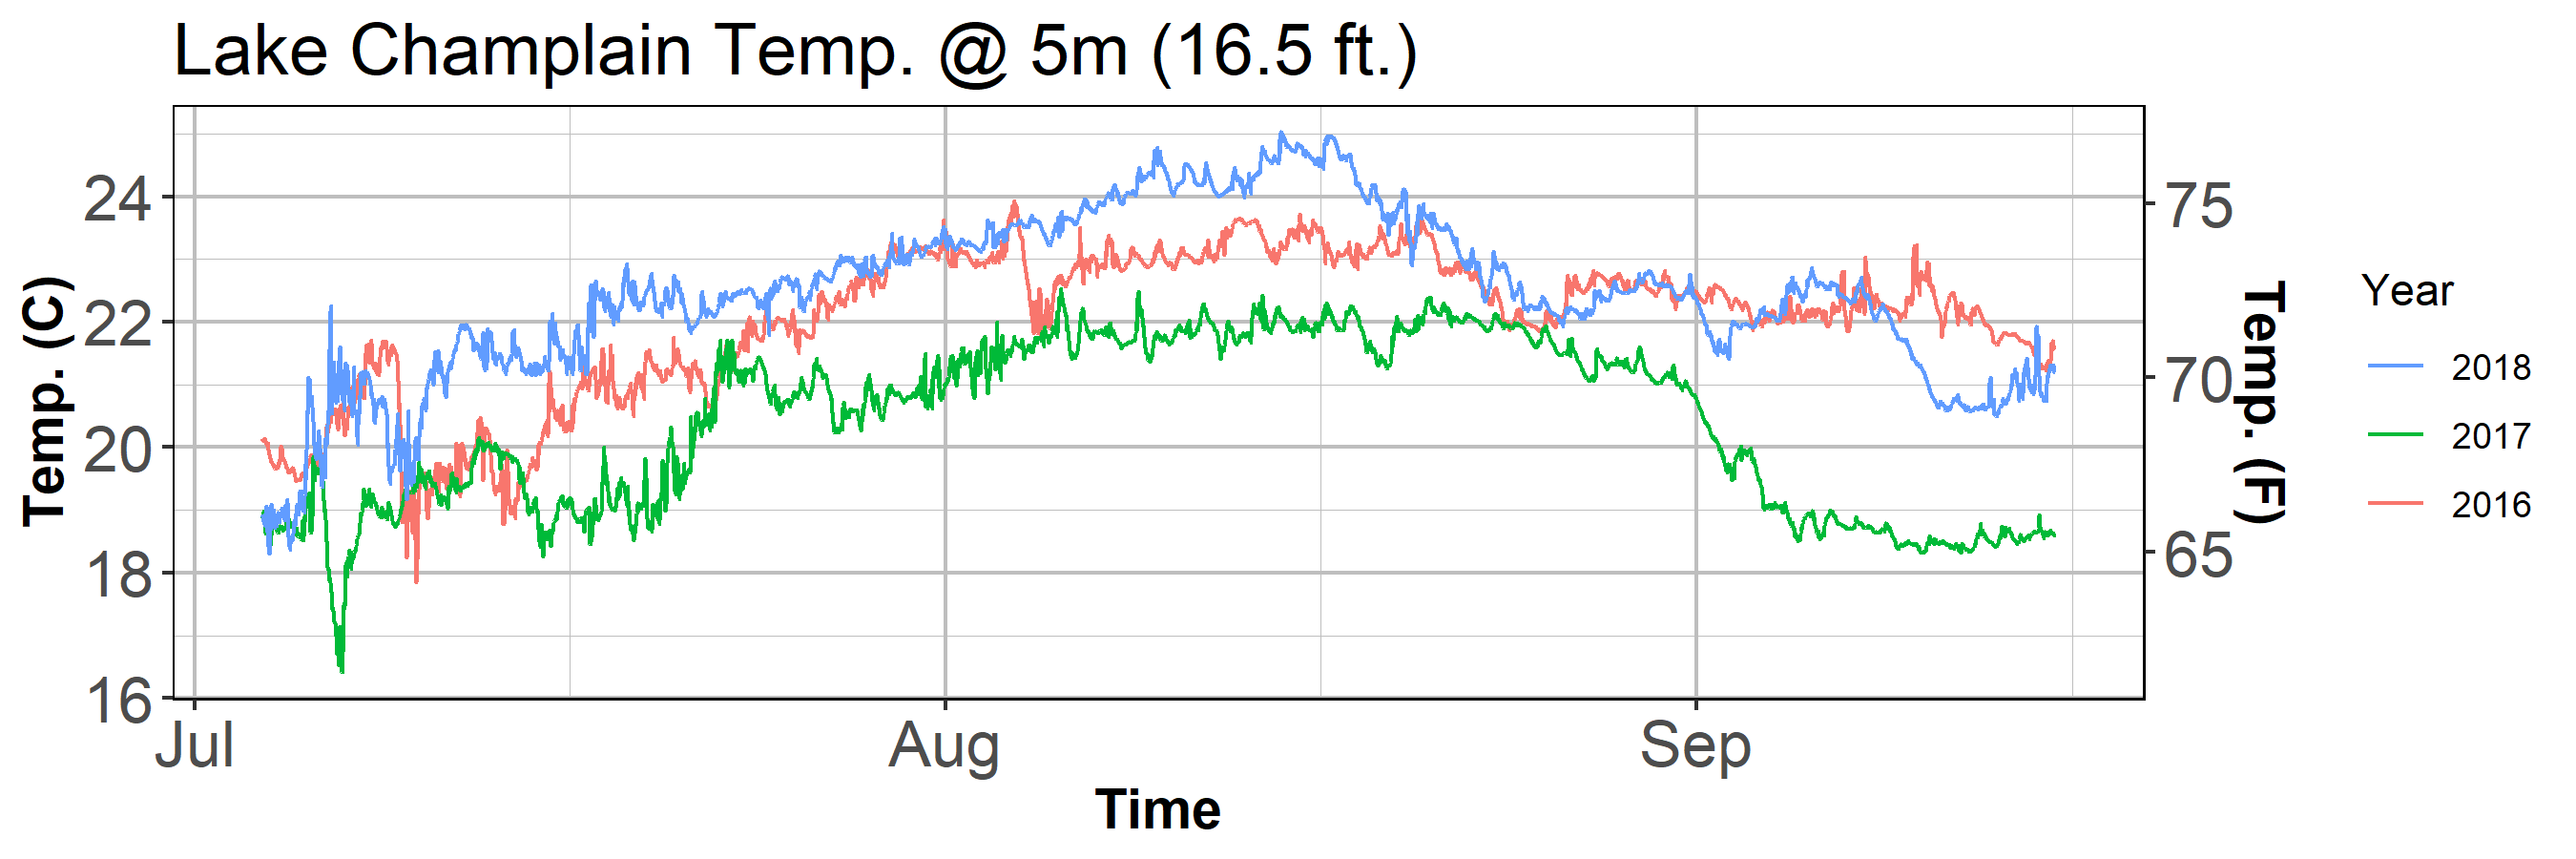 Lake Champlain Temp. @ 5m (16.5 ft.)
Temp. (C)
24
22
20
18
16
Jul
Aug
Sep
Time
75
70
65
Temp. (F)
Year
2018
2017
2016